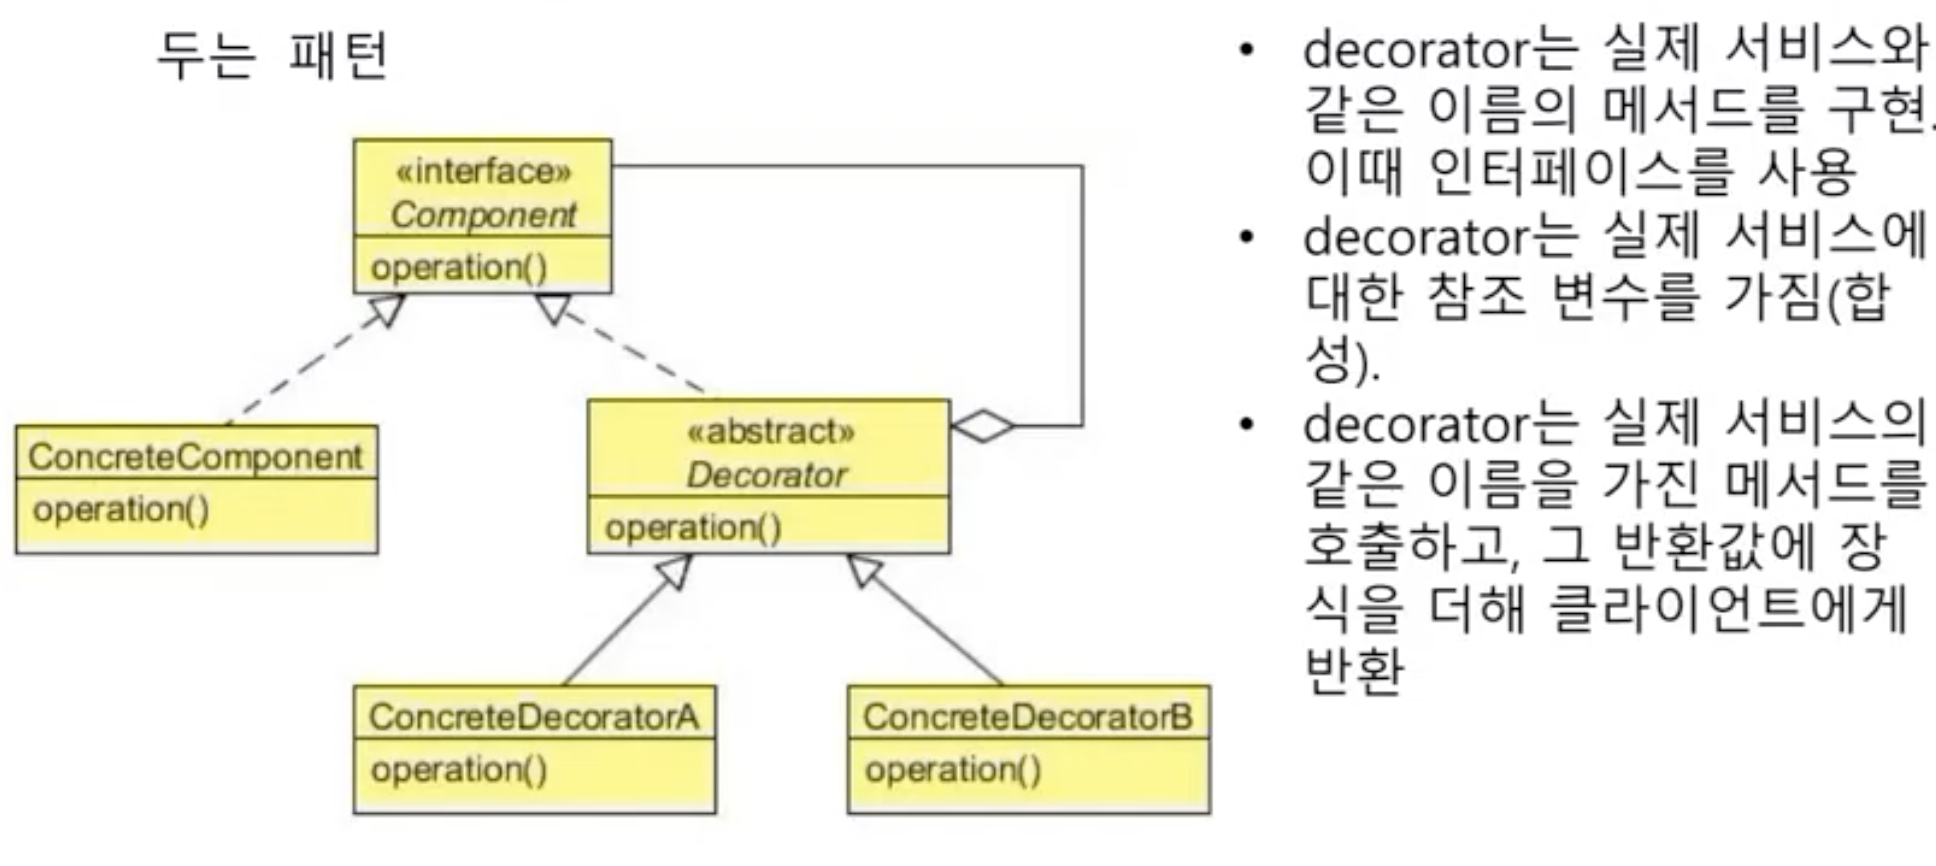 두는 패턴
«interface»
Component
operation()
ConcreteComponent
operation()
«abstract»
Decorator
operation()
ConcreteDecoratorA
operation()
ConcreteDecoratorB
operation()
• decorator는 실제 서비스와
같은 이름의 메서드를 구현.
이때 인터페이스를 사용
• decorator는 실제 서비스에
대한 참조 변수를 가짐(합
성).
• decorator는 실제 서비스의
같은 이름을 가진 메서드를
호출하고, 그 반환값에 장
식을 더해 클라이언트에게
반환